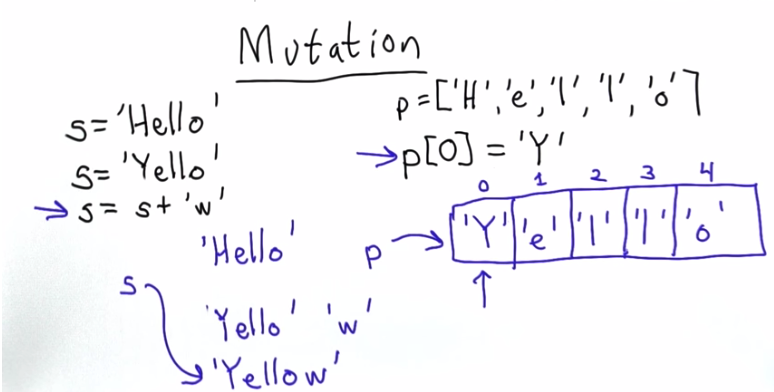 Mutation
s='Hello'
s='Yello'
→ s= s+ 'w'
'Hello'
s
'Yello' 'w'
'Yellow'
p=['H','e','l','l','o']
→p[0] = 'Y'
0 1 2 3 4
p → 'Y' 'e' 'l' 'l' 'o'